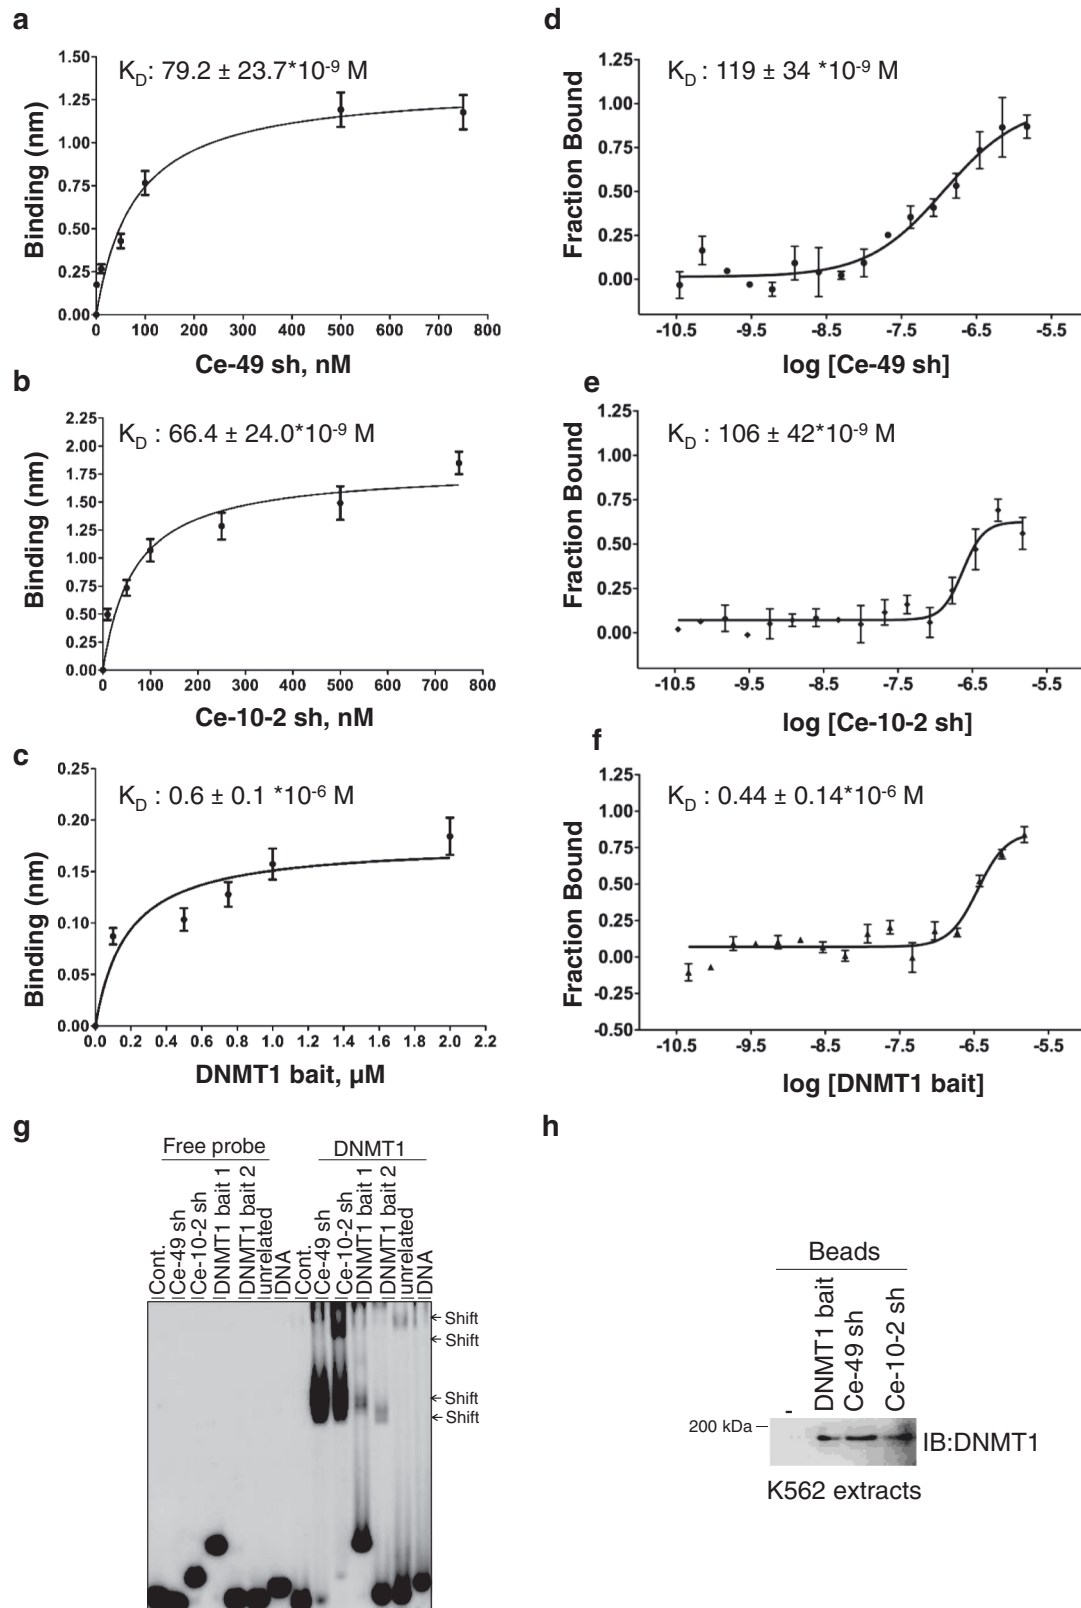 a
K_D: 79.2 ± 23.7*10^-9 M
1.50
1.25
1.00
0.75
0.50
0.25
0.00
Binding (nm)
0 100 200 300 400 500 600 700 800
Ce-49 sh, nM
d
K_D : 119 ± 34 *10^-9 M
1.25
1.00
0.75
0.50
0.25
0.00
Fraction Bound
-10.5 -9.5 -8.5 -7.5 -6.5 -5.5
log [Ce-49 sh]
b
K_D : 66.4 ± 24.0*10^-9 M
2.25
2.00
1.75
1.50
1.25
1.00
0.75
0.50
0.25
0.00
Binding (nm)
0 100 200 300 400 500 600 700 800
Ce-10-2 sh, nM
e
K_D : 106 ± 42*10^-9 M
1.25
1.00
0.75
0.50
0.25
0.00
Fraction Bound
-10.5 -9.5 -8.5 -7.5 -6.5 -5.5
log [Ce-10-2 sh]
c
K_D : 0.6 ± 0.1 *10^-6 M
0.25
0.20
0.15
0.10
0.05
0.00
Binding (nm)
0.0 0.2 0.4 0.6 0.8 1.0 1.2 1.4 1.6 1.8 2.0 2.2
DNMT1 bait, µM
f
K_D : 0.44 ± 0.14*10^-6 M
1.25
1.00
0.75
0.50
0.25
0.00
-0.25
-0.50
Fraction Bound
-10.5 -9.5 -8.5 -7.5 -6.5 -5.5
log [DNMT1 bait]
g
Free probe
DNMT1
Cont.
Ce-49 sh
Ce-10-2 sh
DNMT1 bait 1
DNMT1 bait 2
unrelated
DNA
Cont.
Ce-49 sh
Ce-10-2 sh
DNMT1 bait 1
DNMT1 bait 2
unrelated
DNA
←Shift
←Shift
←Shift
←Shift
h
Beads
-
DNMT1 bait
Ce-49 sh
Ce-10-2 sh
200 kDa
IB:DNMT1
K562 extracts